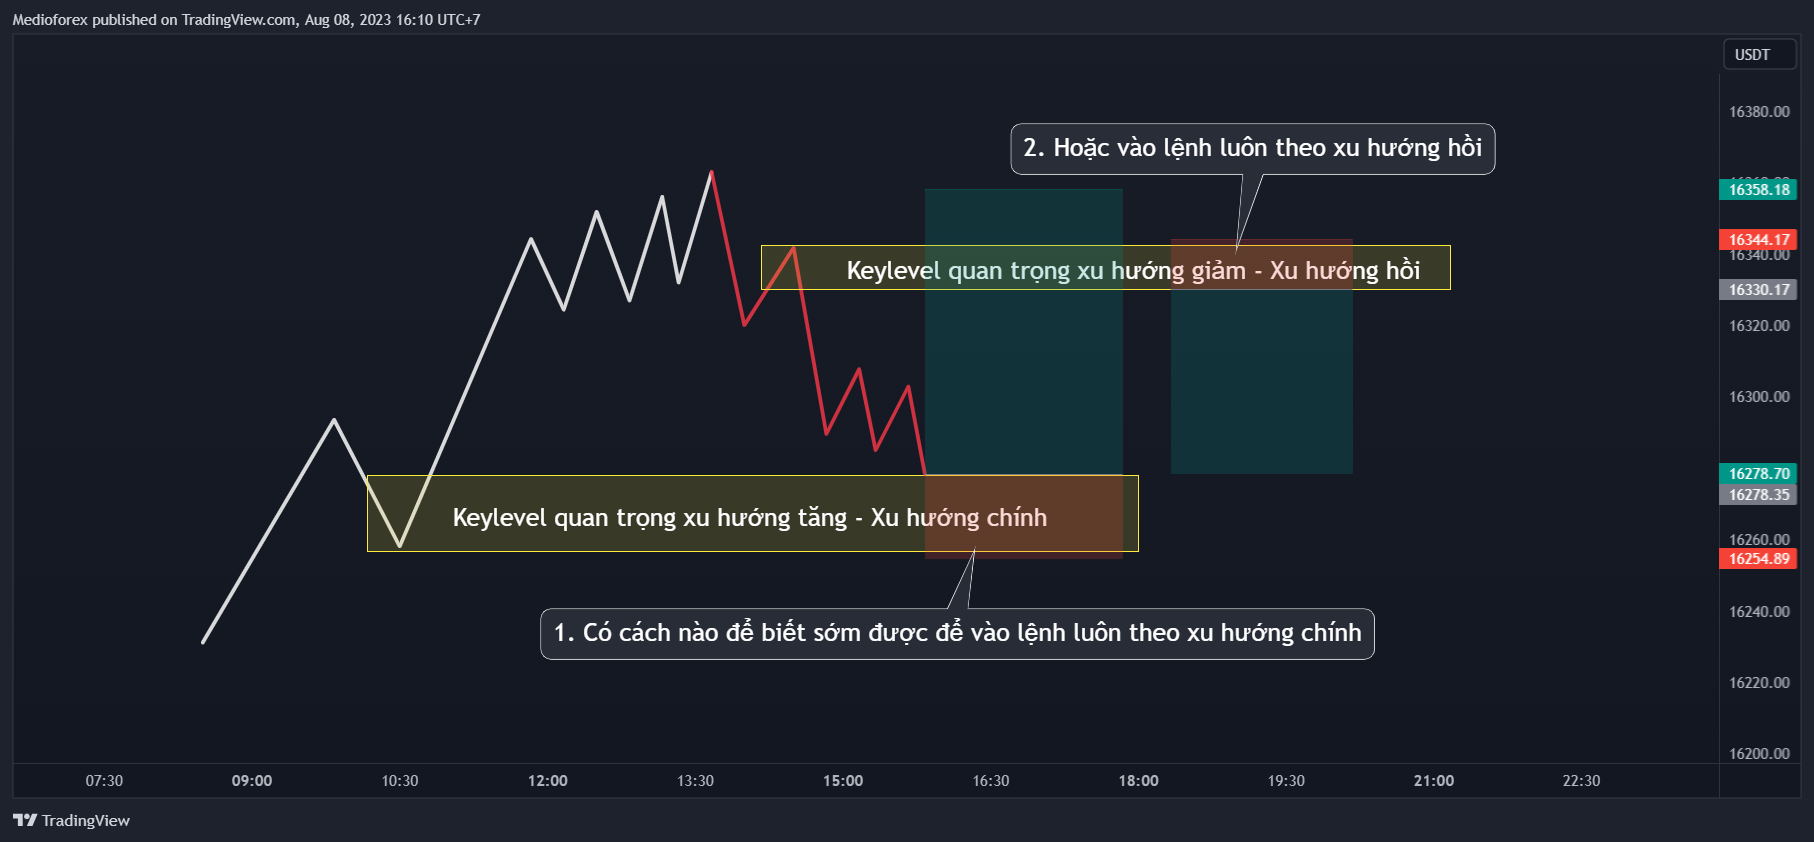 Medioforex published on TradingView.com, Aug 08, 2023 16:10 UTC+7
USDT
16380.00
2. Hoặc vào lệnh luôn theo xu hướng hồi
16358.18
16344.17
16340.00
Keylevel quan trọng xu hướng giảm - Xu hướng hồi
16330.17
16320.00
16300.00
16278.70
16278.35
Keylevel quan trọng xu hướng tăng - Xu hướng chính
16260.00
16254.89
16240.00
1. Có cách nào để biết sớm được để vào lệnh luôn theo xu hướng chính
16220.00
16200.00
07:30 09:00 10:30 12:00 13:30 15:00 16:30 18:00 19:30 21:00 22:30
TradingView